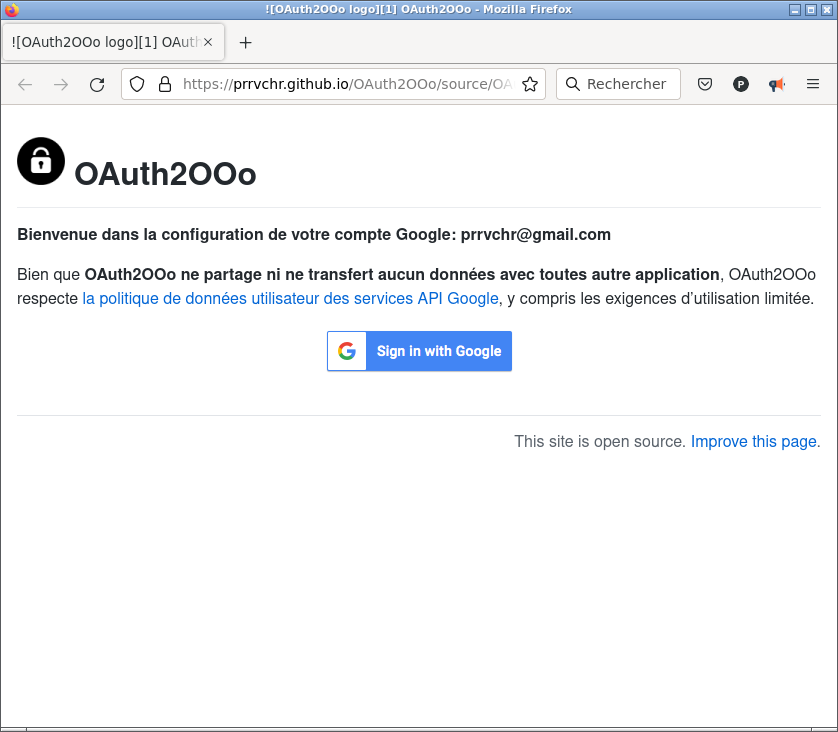 ![OAuth2OOo logo][1] OAuth2OOo - Mozilla Firefox
![OAuth2OOo logo][1] OAuth
https://prrvchr.github.io/OAuth2OOo/source/OA
Rechercher
P
OAuth2OOo
Bienvenue dans la configuration de votre compte Google: prrvchr@gmail.com
Bien que OAuth2OOo ne partage ni ne transfert aucun données avec toutes autre application, OAuth2OOo
respecte la politique de données utilisateur des services API Google, y compris les exigences d’utilisation limitée.
G Sign in with Google
This site is open source. Improve this page.